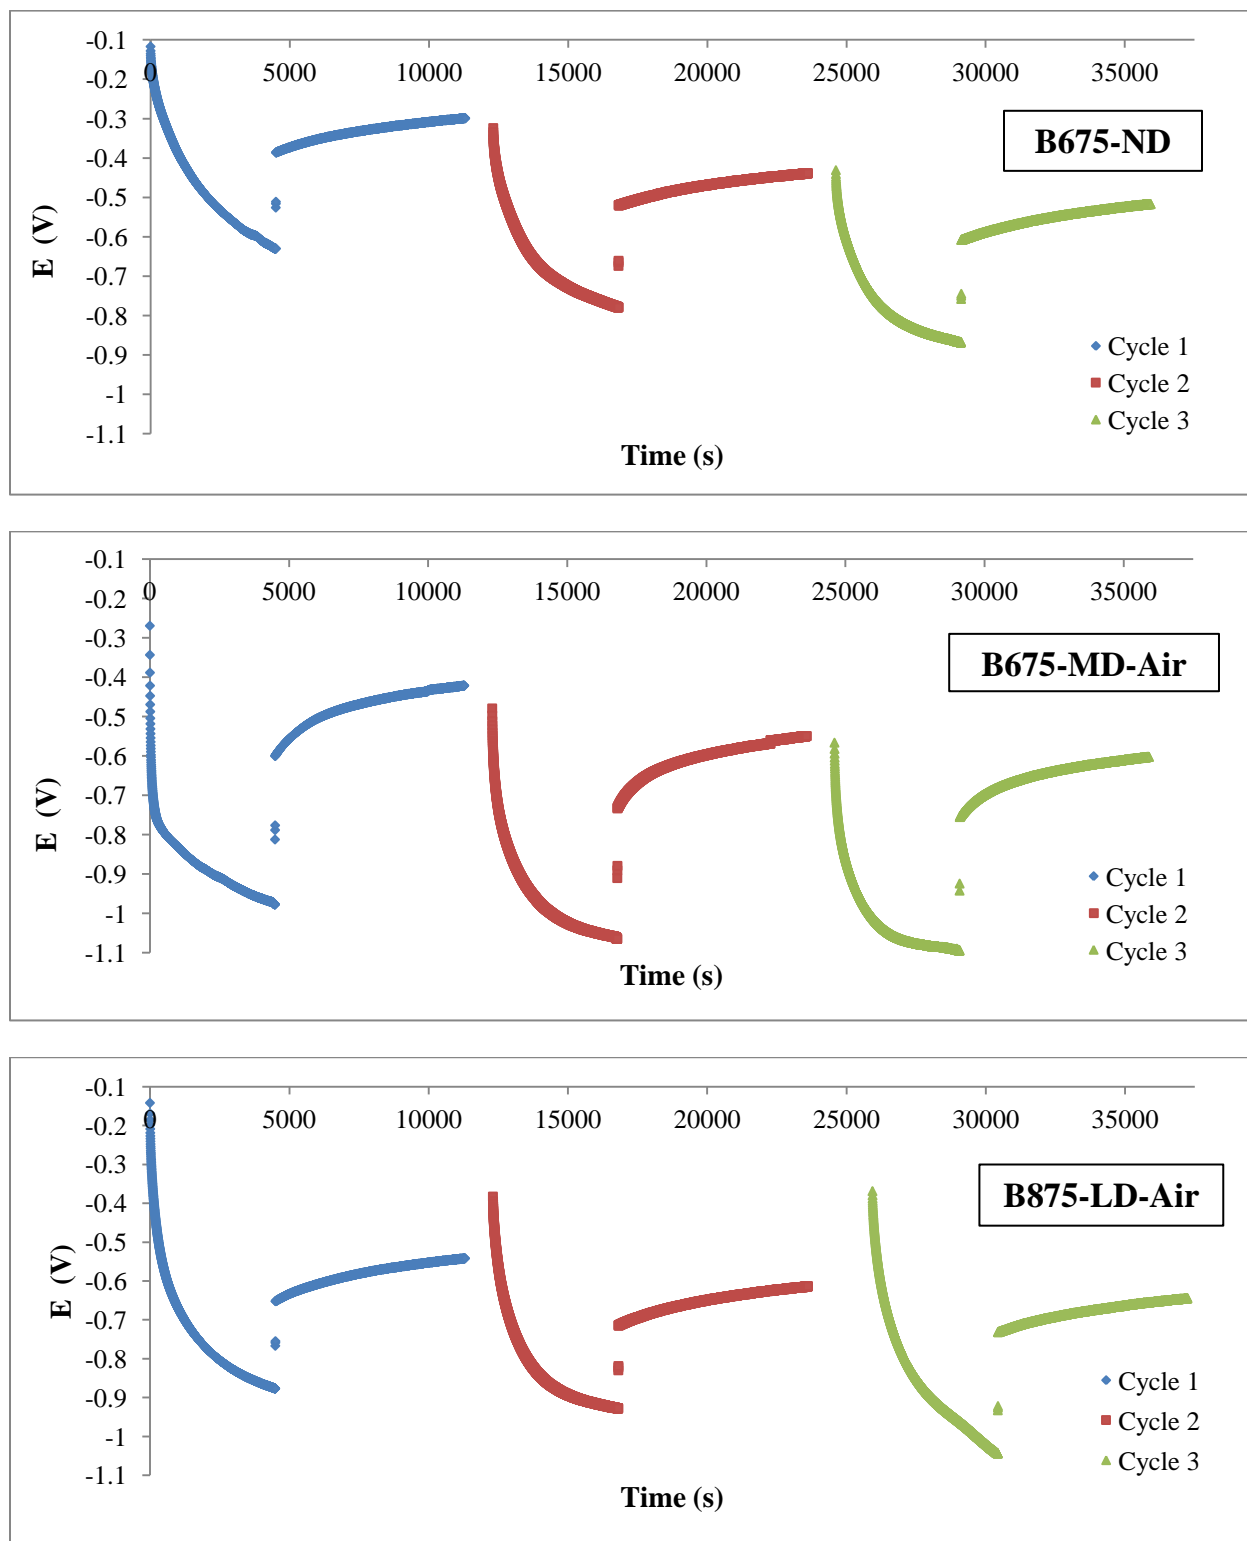 -0.1
0 5000 10000 15000 20000 25000 30000 35000
-0.2
-0.3
B675-ND
-0.4
-0.5
-0.6
E (V)
-0.7
-0.8
Cycle 1
-0.9
Cycle 2
-1
Cycle 3
-1.1
Time (s)
-0.1
0 5000 10000 15000 20000 25000 30000 35000
-0.2
-0.3
B675-MD-Air
-0.4
-0.5
-0.6
E (V)
-0.7
-0.8
Cycle 1
-0.9
Cycle 2
-1
Cycle 3
-1.1
Time (s)
-0.1
0 5000 10000 15000 20000 25000 30000 35000
-0.2
-0.3
B875-LD-Air
-0.4
-0.5
-0.6
E (V)
-0.7
-0.8
Cycle 1
-0.9
Cycle 2
-1
Cycle 3
-1.1
Time (s)